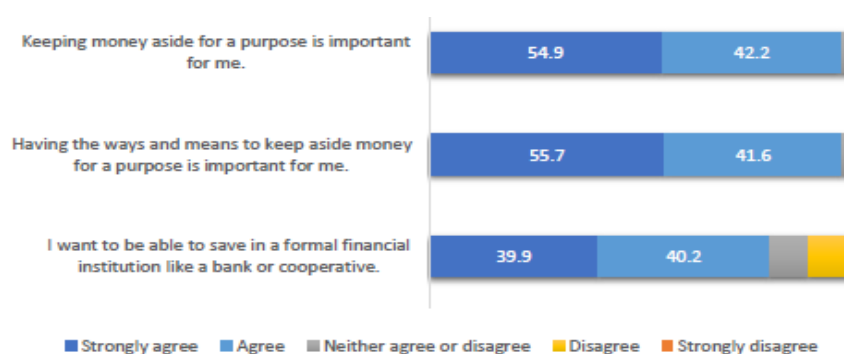 Keeping money aside for a purpose is important
for me.
54.9 42.2
Having the ways and means to keep aside money
for a purpose is important for me.
55.7 41.6
I want to be able to save in a formal financial
institution like a bank or cooperative.
39.9 40.2
Strongly agree Agree Neither agree or disagree Disagree Strongly disagree